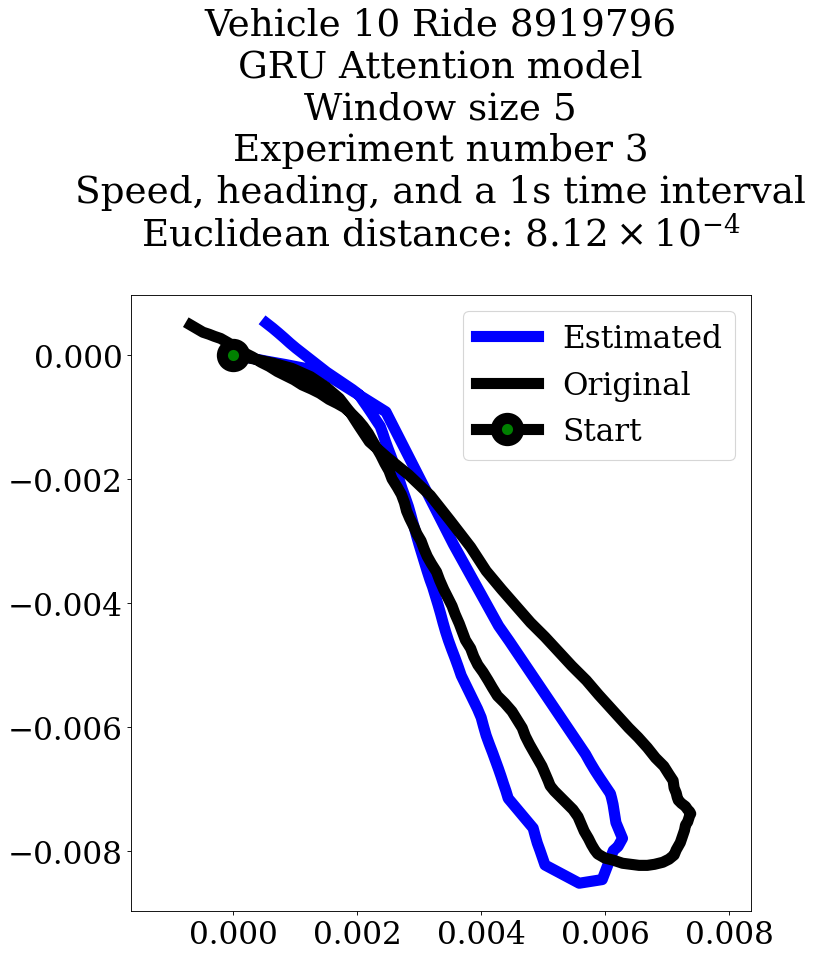 Vehicle 10 Ride 8919796
GRU Attention model
Window size 5
Experiment number 3
Speed, heading, and a 1s time interval
Euclidean distance: 8.12 × 10⁻⁴
Estimated
Original
Start
0.000
−0.002
−0.004
−0.006
−0.008
0.000 0.002 0.004 0.006 0.008